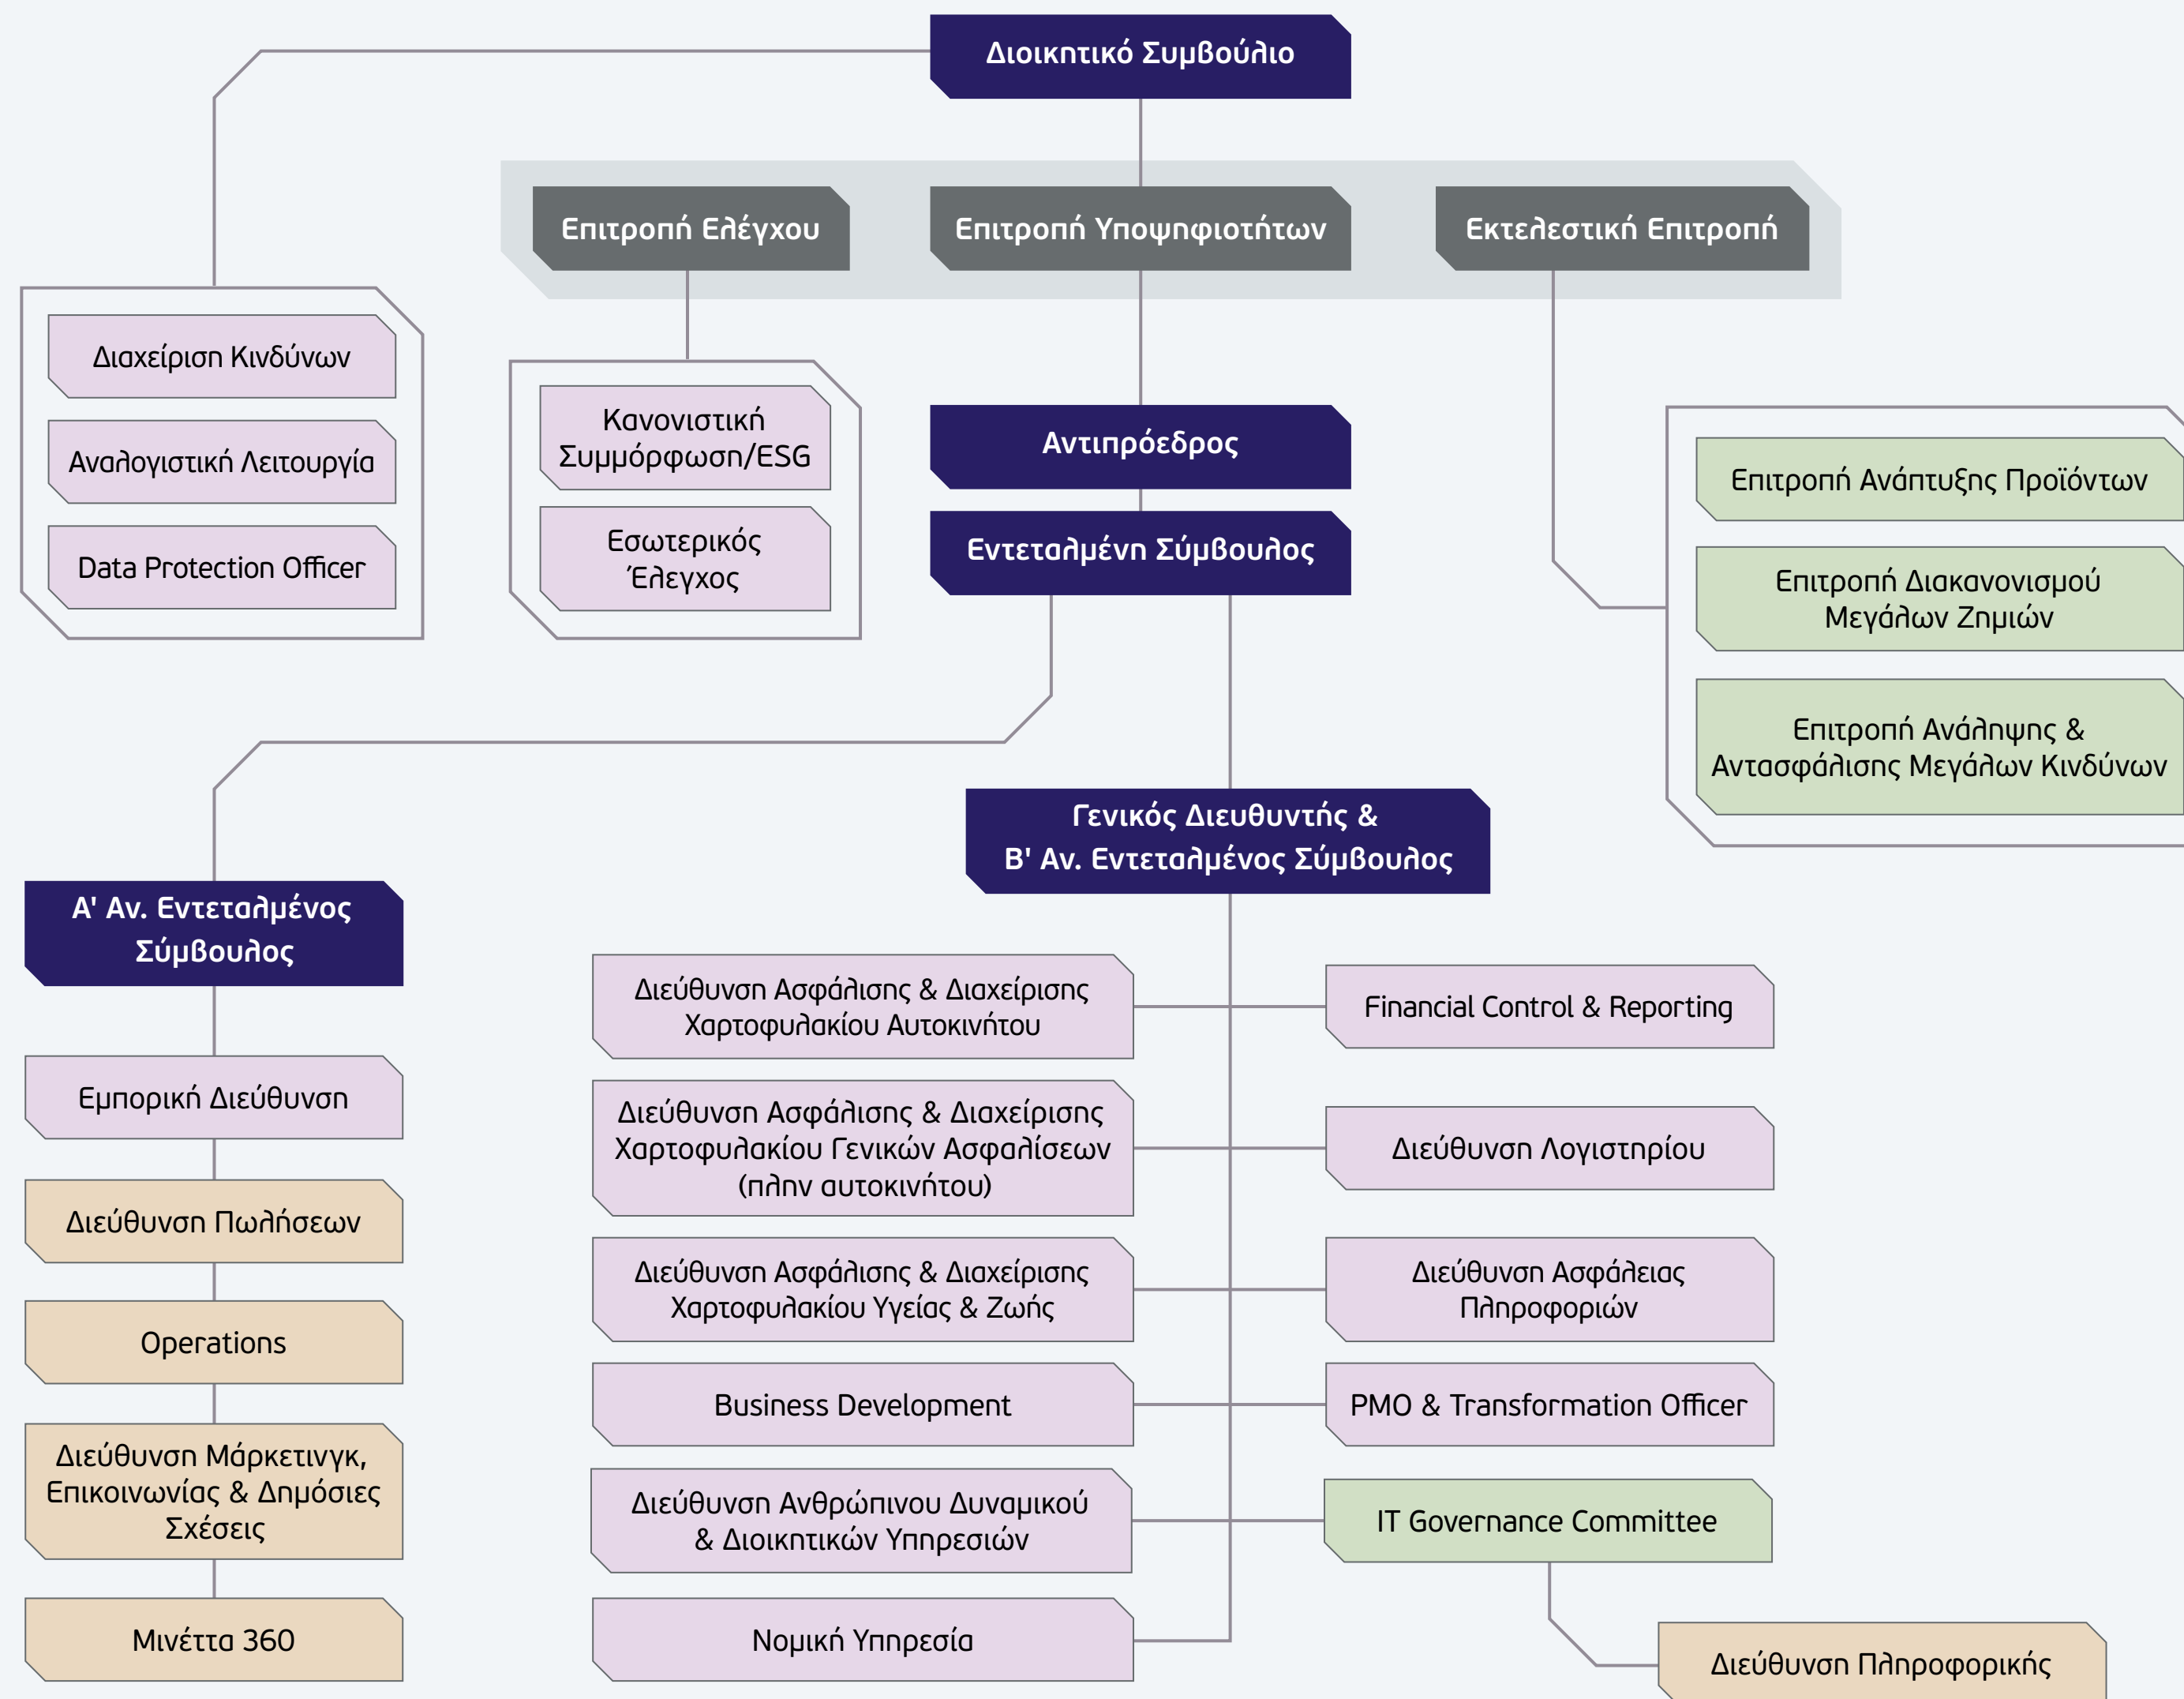 Διοικητικό Συμβούλιο
Επιτροπή Ελέγχου
Επιτροπή Υποψηφιοτήτων
Εκτελεστική Επιτροπή
Διαχείριση Κινδύνων
Αναλογιστική Λειτουργία
Data Protection Officer
Κανονιστική
Συμμόρφωση/ESG
Εσωτερικός
Έλεγχος
Αντιπρόεδρος
Εντεταλμένη Σύμβουλος
Επιτροπή Ανάπτυξης Προϊόντων
Επιτροπή Διακανονισμού
Μεγάλων Ζημιών
Επιτροπή Ανάληψης &
Αντασφάλισης Μεγάλων Κινδύνων
Γενικός Διευθυντής &
Β' Αν. Εντεταλμένος Σύμβουλος
Α' Αν. Εντεταλμένος
Σύμβουλος
Εμπορική Διεύθυνση
Διεύθυνση Πωλήσεων
Operations
Διεύθυνση Μάρκετινγκ,
Επικοινωνίας & Δημόσιες
Σχέσεις
Μινέττα 360
Διεύθυνση Ασφάλισης & Διαχείρισης
Χαρτοφυλακίου Αυτοκινήτου
Διεύθυνση Ασφάλισης & Διαχείρισης
Χαρτοφυλακίου Γενικών Ασφαλίσεων
(πλην αυτοκινήτου)
Διεύθυνση Ασφάλισης & Διαχείρισης
Χαρτοφυλακίου Υγείας & Ζωής
Business Development
Διεύθυνση Ανθρώπινου Δυναμικού
& Διοικητικών Υπηρεσιών
Νομική Υπηρεσία
Financial Control & Reporting
Διεύθυνση Λογιστηρίου
Διεύθυνση Ασφάλειας
Πληροφοριών
PMO & Transformation Officer
IT Governance Committee
Διεύθυνση Πληροφορικής